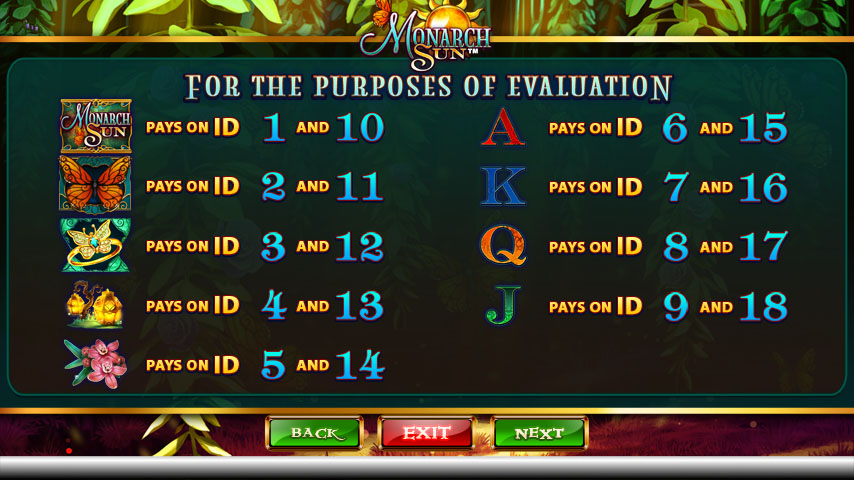 MONARCH
SUN™
FOR THE PURPOSES OF EVALUATION
MONARCH
SUN
PAYS ON ID 1 AND 10
PAYS ON ID 2 AND 11
PAYS ON ID 3 AND 12
PAYS ON ID 4 AND 13
PAYS ON ID 5 AND 14
A PAYS ON ID 6 AND 15
K PAYS ON ID 7 AND 16
Q PAYS ON ID 8 AND 17
J PAYS ON ID 9 AND 18
BACK
EXIT
NEXT